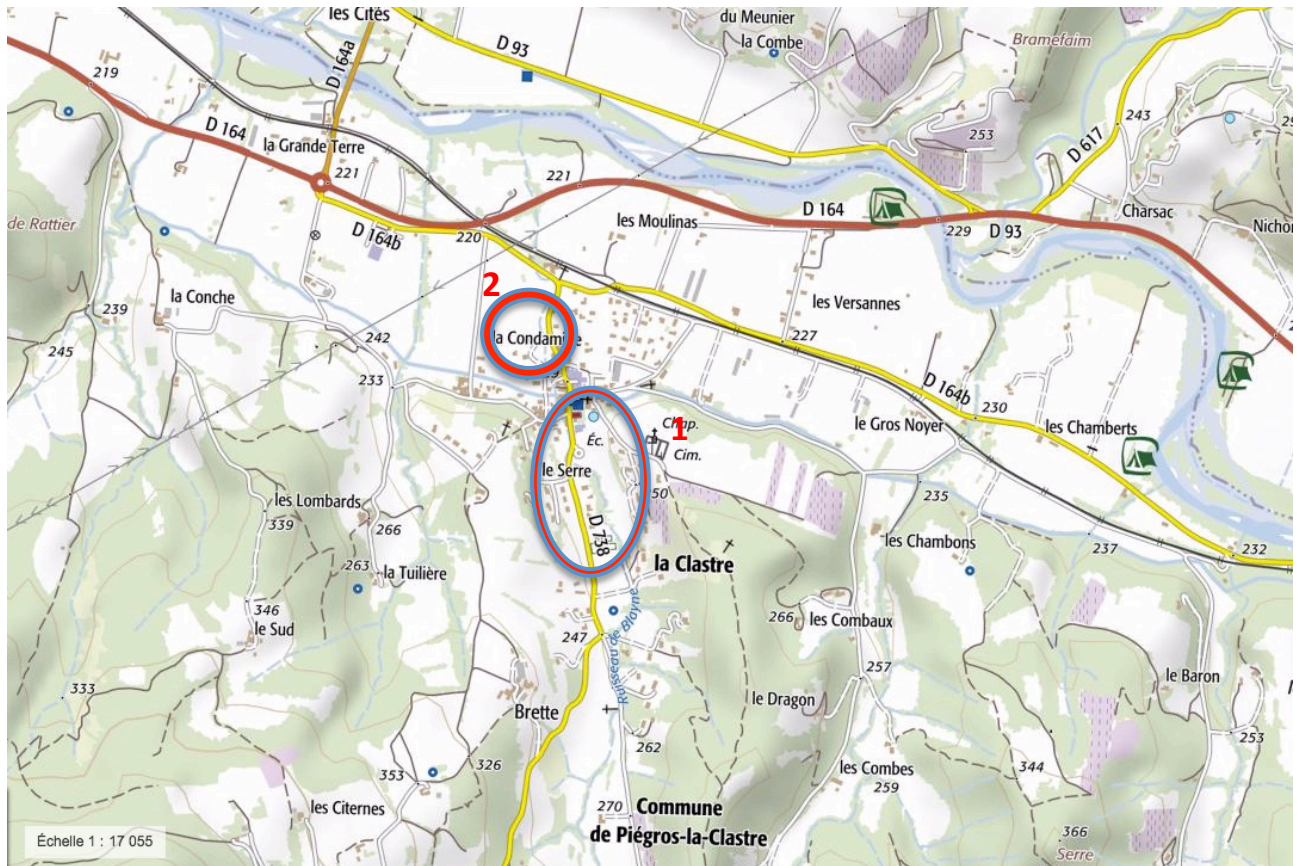 les Cités
du Meunier
la Combe
Bramefaim
D 93
D 164a
219
253
243
D 617
D 164
la Grande Terre
221
221
les Moulinas
D 164
Charsac
de Rattier
D 164b
220
229
D 93
2
la Conche
les Versannes
239
la Condamine
227
242
245
233
D 164b
230
Chap.
1
le Gros Noyer
les Chamberts
Éc.
Cim.
le Serre
50
235
les Lombards
339
266
D 738
les Chambons
237
232
la Clastre
263
la Tuilière
346
266
les Combaux
le Sud
247
Ruisseau de Blayne
257
333
le Baron
le Dragon
Brette
253
262
326
353
les Combes
344
259
les Citernes
270
Commune
de Piégros-la-Clastre
366
Serre
Échelle 1 : 17 055